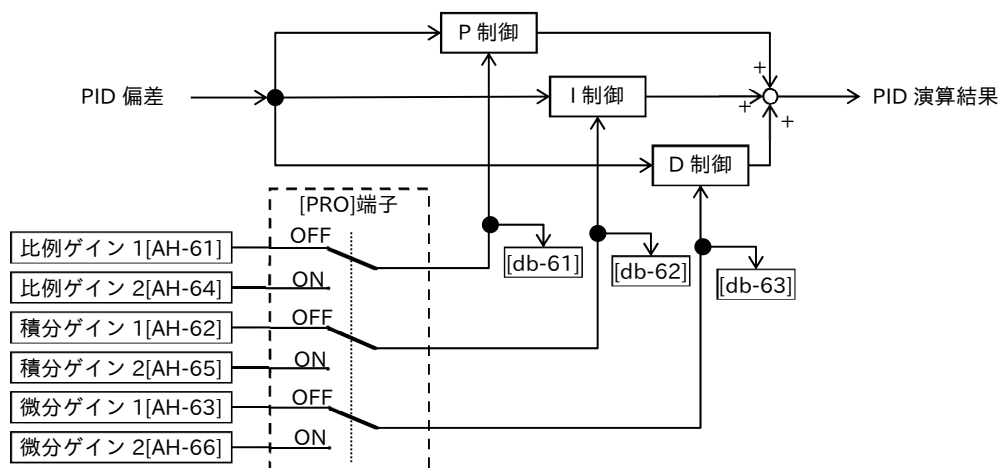 P 制御
PID 偏差
I 制御
PID 演算結果
+
+
+
D 制御
[PRO]端子
比例ゲイン 1[AH-61]
OFF
[db-61]
[db-62]
[db-63]
比例ゲイン 2[AH-64]
ON
積分ゲイン 1[AH-62]
OFF
積分ゲイン 2[AH-65]
ON
微分ゲイン 1[AH-63]
OFF
微分ゲイン 2[AH-66]
ON